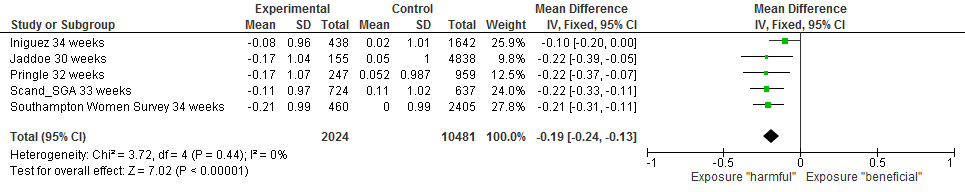 Experimental Control Mean Difference Mean Difference
Study or Subgroup Mean SD Total Mean SD Total Weight IV, Fixed, 95% CI IV, Fixed, 95% CI
Iniguez 34 weeks -0.08 0.96 438 0.02 1.01 1642 25.9% -0.10 [-0.20, 0.00]
Jaddoe 30 weeks -0.17 1.04 155 0.05 1 4838 9.8% -0.22 [-0.39, -0.05]
Pringle 32 weeks -0.17 1.07 247 0.052 0.987 959 12.5% -0.22 [-0.37, -0.07]
Scand_SGA 33 weeks -0.11 0.97 724 0.11 1.02 637 24.0% -0.22 [-0.33, -0.11]
Southampton Women Survey 34 weeks -0.21 0.99 460 0 0.99 2405 27.8% -0.21 [-0.31, -0.11]
Total (95% CI) 2024 10481 100.0% -0.19 [-0.24, -0.13]
Heterogeneity: Chi² = 3.72, df = 4 (P = 0.44); I² = 0%
Test for overall effect: Z = 7.02 (P < 0.00001)
-1 -0.5 0 0.5 1
Exposure "harmful" Exposure "beneficial"